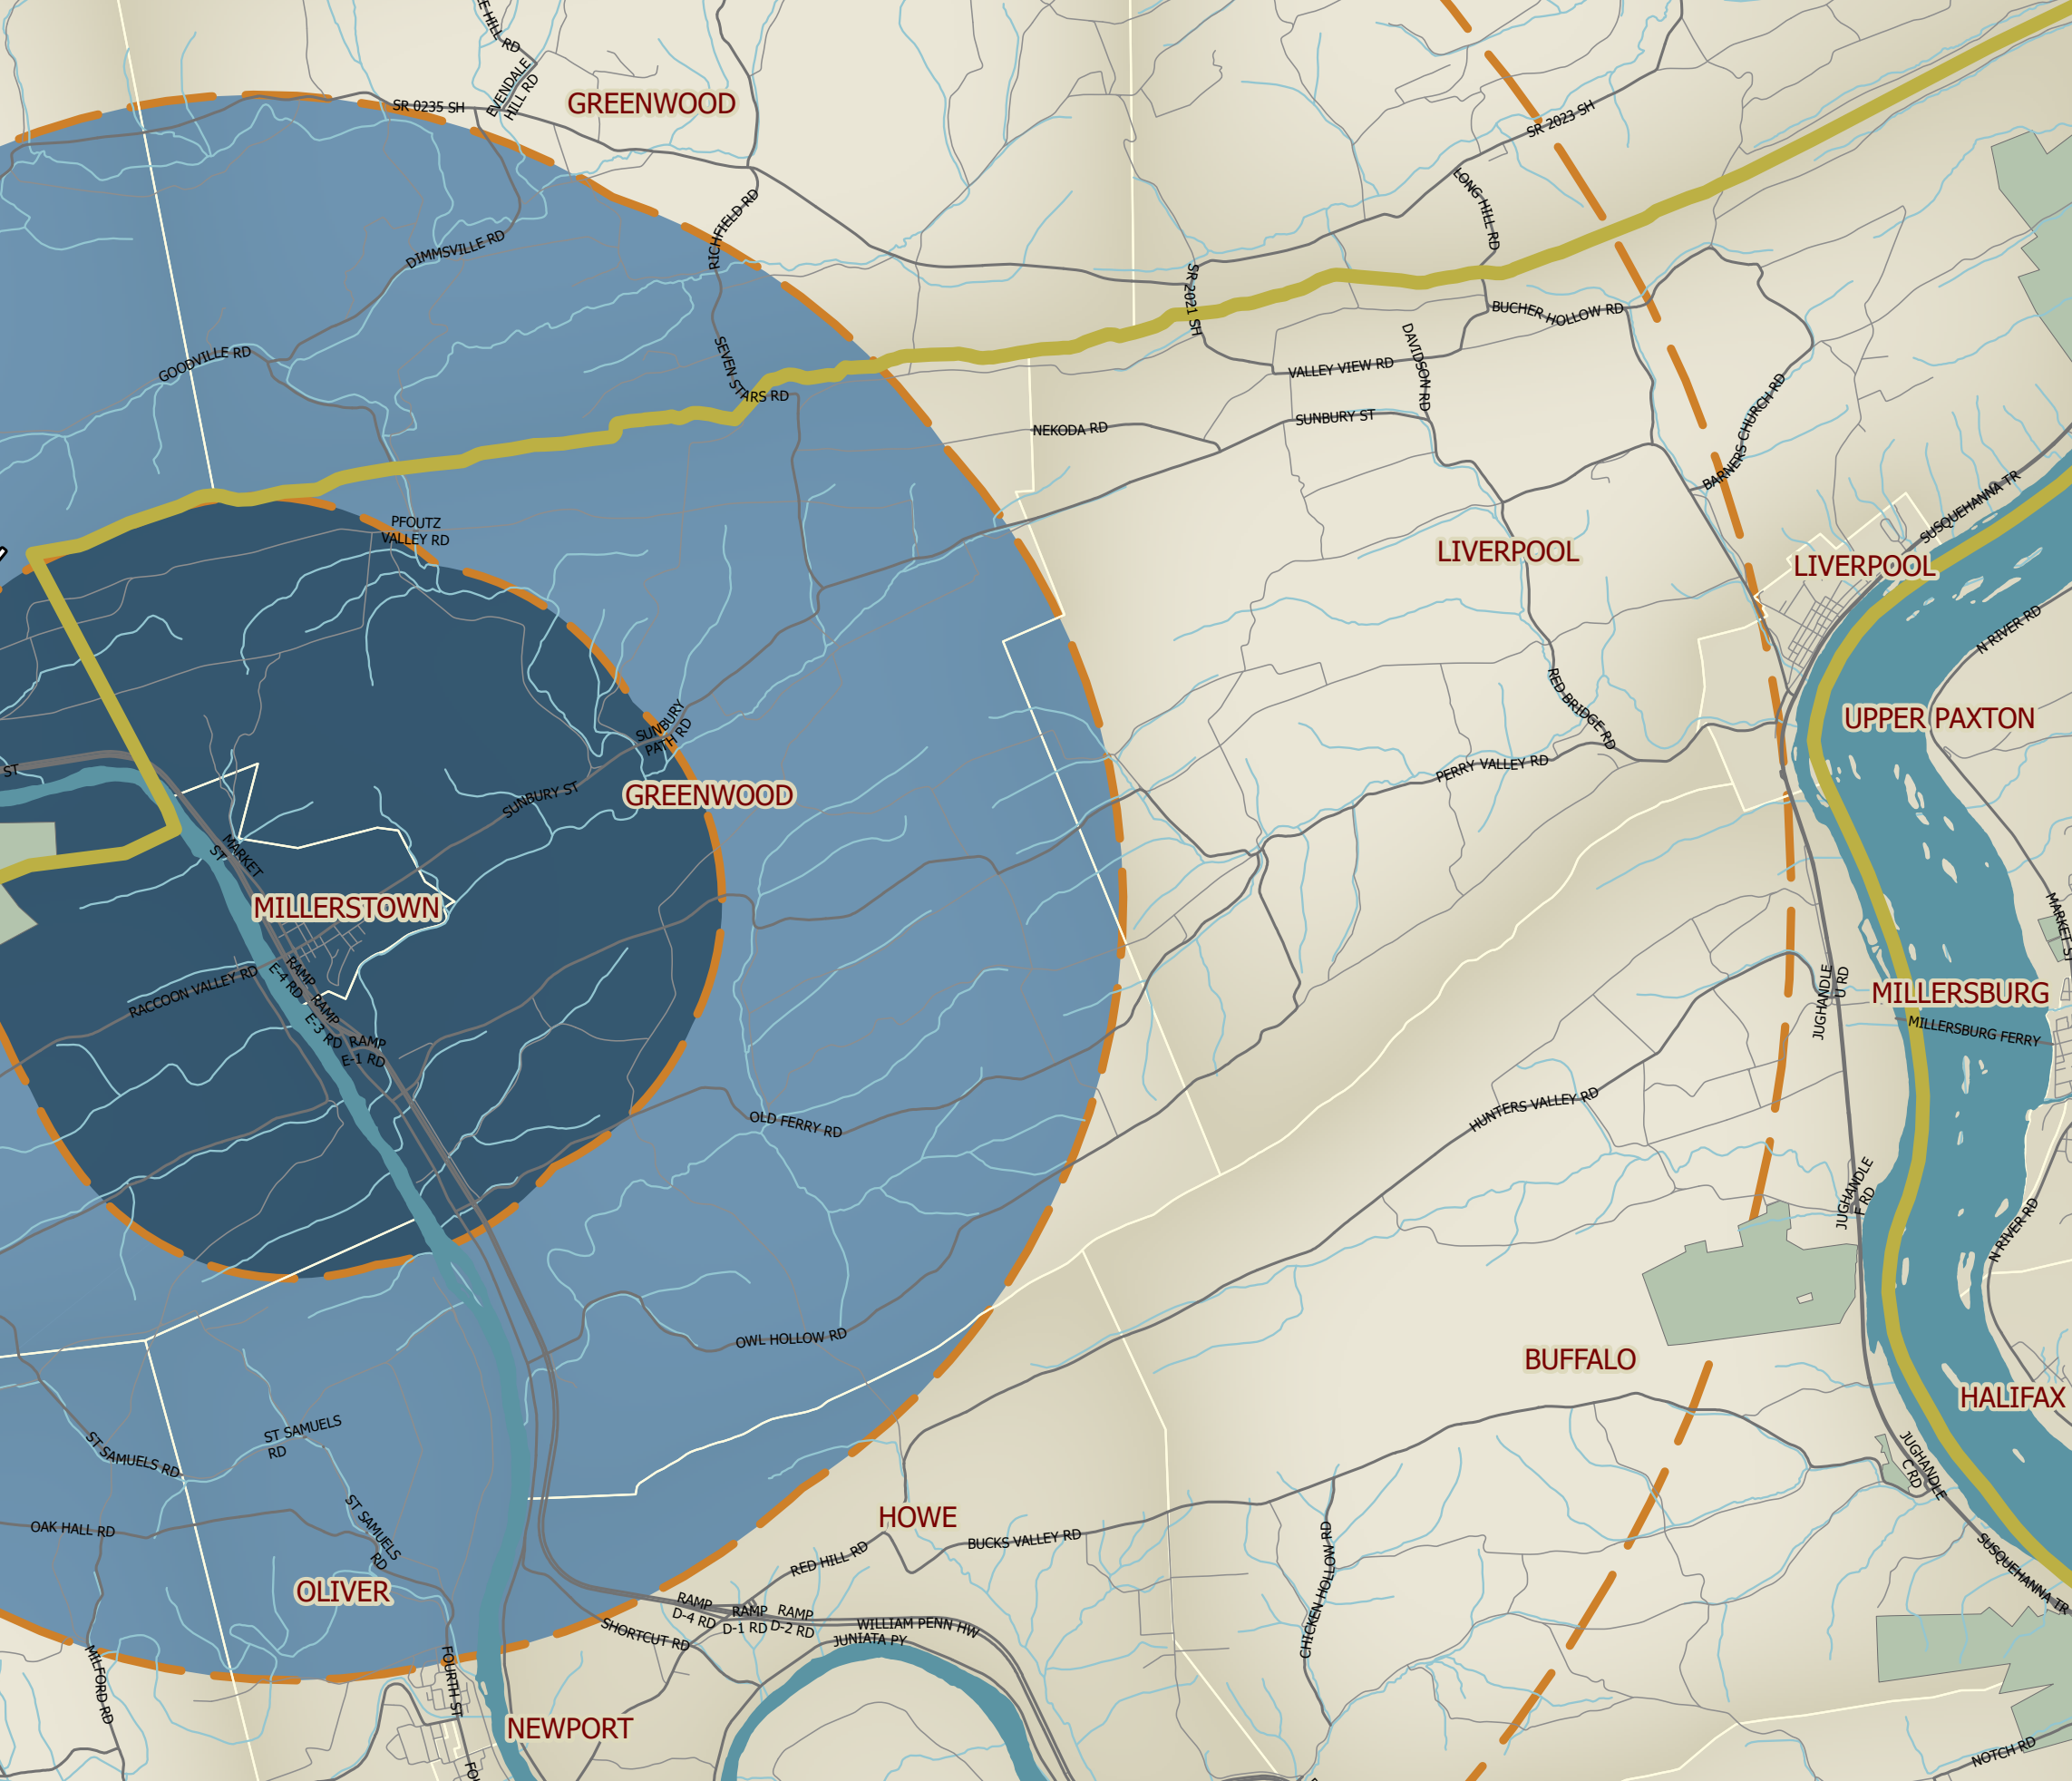 HILL RD
EVENDALE
HILL RD
SR 0235 SH
GREENWOOD
SR 2023 SH
LONG HILL RD
RICHFIELD RD
DIMMSVILLE RD
SR 2021 SH
BUCHER HOLLOW RD
GOODVILLE RD
SEVEN STARS RD
VALLEY VIEW RD
DAVIDSON RD
BARNERS CHURCH RD
SUNBURY ST
NEKODA RD
SUSQUEHANNA TR
PFOUTZ
VALLEY RD
LIVERPOOL
LIVERPOOL
N RIVER RD
RED BRIDGE RD
UPPER PAXTON
SUNBURY
PATH RD
PERRY VALLEY RD
ST
SUNBURY ST
GREENWOOD
MARKET
ST
MILLERSTOWN
MARKET ST
RACCOON VALLEY RD
RAMP
E-4 RD
RAMP
E-3 RD
RAMP
E-1 RD
JUGHANDLE
U RD
MILLERSBURG
MILLERSBURG FERRY
OLD FERRY RD
HUNTERS VALLEY RD
JUGHANDLE
F RD
N RIVER RD
OWL HOLLOW RD
BUFFALO
HALIFAX
ST SAMUELS RD
ST SAMUELS
RD
JUGHANDLE
C RD
OAK HALL RD
ST SAMUELS
RD
HOWE
BUCKS VALLEY RD
RED HILL RD
CHICKEN HOLLOW RD
SUSQUEHANNA TR
OLIVER
RAMP
D-4 RD
RAMP
D-1 RD
RAMP
D-2 RD
WILLIAM PENN HW
JUNIATA PY
SHORTCUT RD
MILFORD RD
FOURTH ST
NEWPORT
NOTCH RD